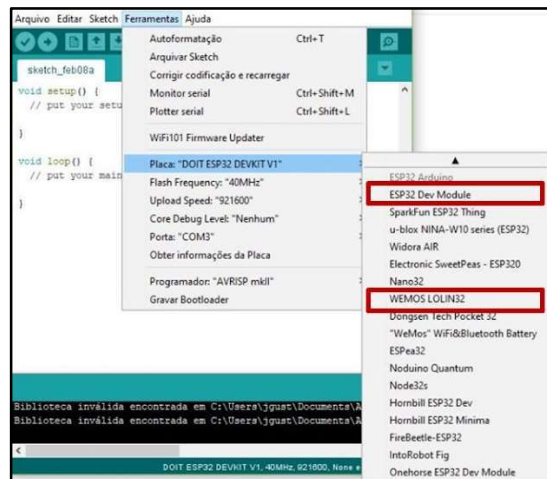 Arquivo Editar Sketch Ferramentas Ajuda
sketch_feb08a
void setup() {
// put your setu
}
void loop() {
// put your main
}
Autoformatação Ctrl+T
Arquivar Sketch
Corrigir codificação e recarregar
Monitor serial Ctrl+Shift+M
Plotter serial Ctrl+Shift+L
WiFi101 Firmware Updater
Placa: "DOIT ESP32 DEVKIT V1"
Flash Frequency: "40MHz"
Upload Speed: "921600"
Core Debug Level: "Nenhum"
Porta: "COM3"
Obter informações da Placa
Programador: "AVRISP mkII"
Gravar Bootloader
ESP32 Arduino
ESP32 Dev Module
SparkFun ESP32 Thing
u-blox NINA-W10 series (ESP32)
Widora AIR
Electronic SweetPeas - ESP320
Nano32
WEMOS LOLIN32
Dongsen Tech Pocket 32
"WeMos" WiFi&Bluetooth Battery
ESPea32
Noduino Quantum
Node32s
Hornbill ESP32 Dev
Hornbill ESP32 Minima
FireBeetle-ESP32
IntoRobot Fig
Onehorse ESP32 Dev Module
Biblioteca inválida encontrada em C:\Users\jgust\Documents\A
Biblioteca inválida encontrada em C:\Users\jgust\Documents\A
DOIT ESP32 DEVKIT V1, 40MHz, 921600, None e